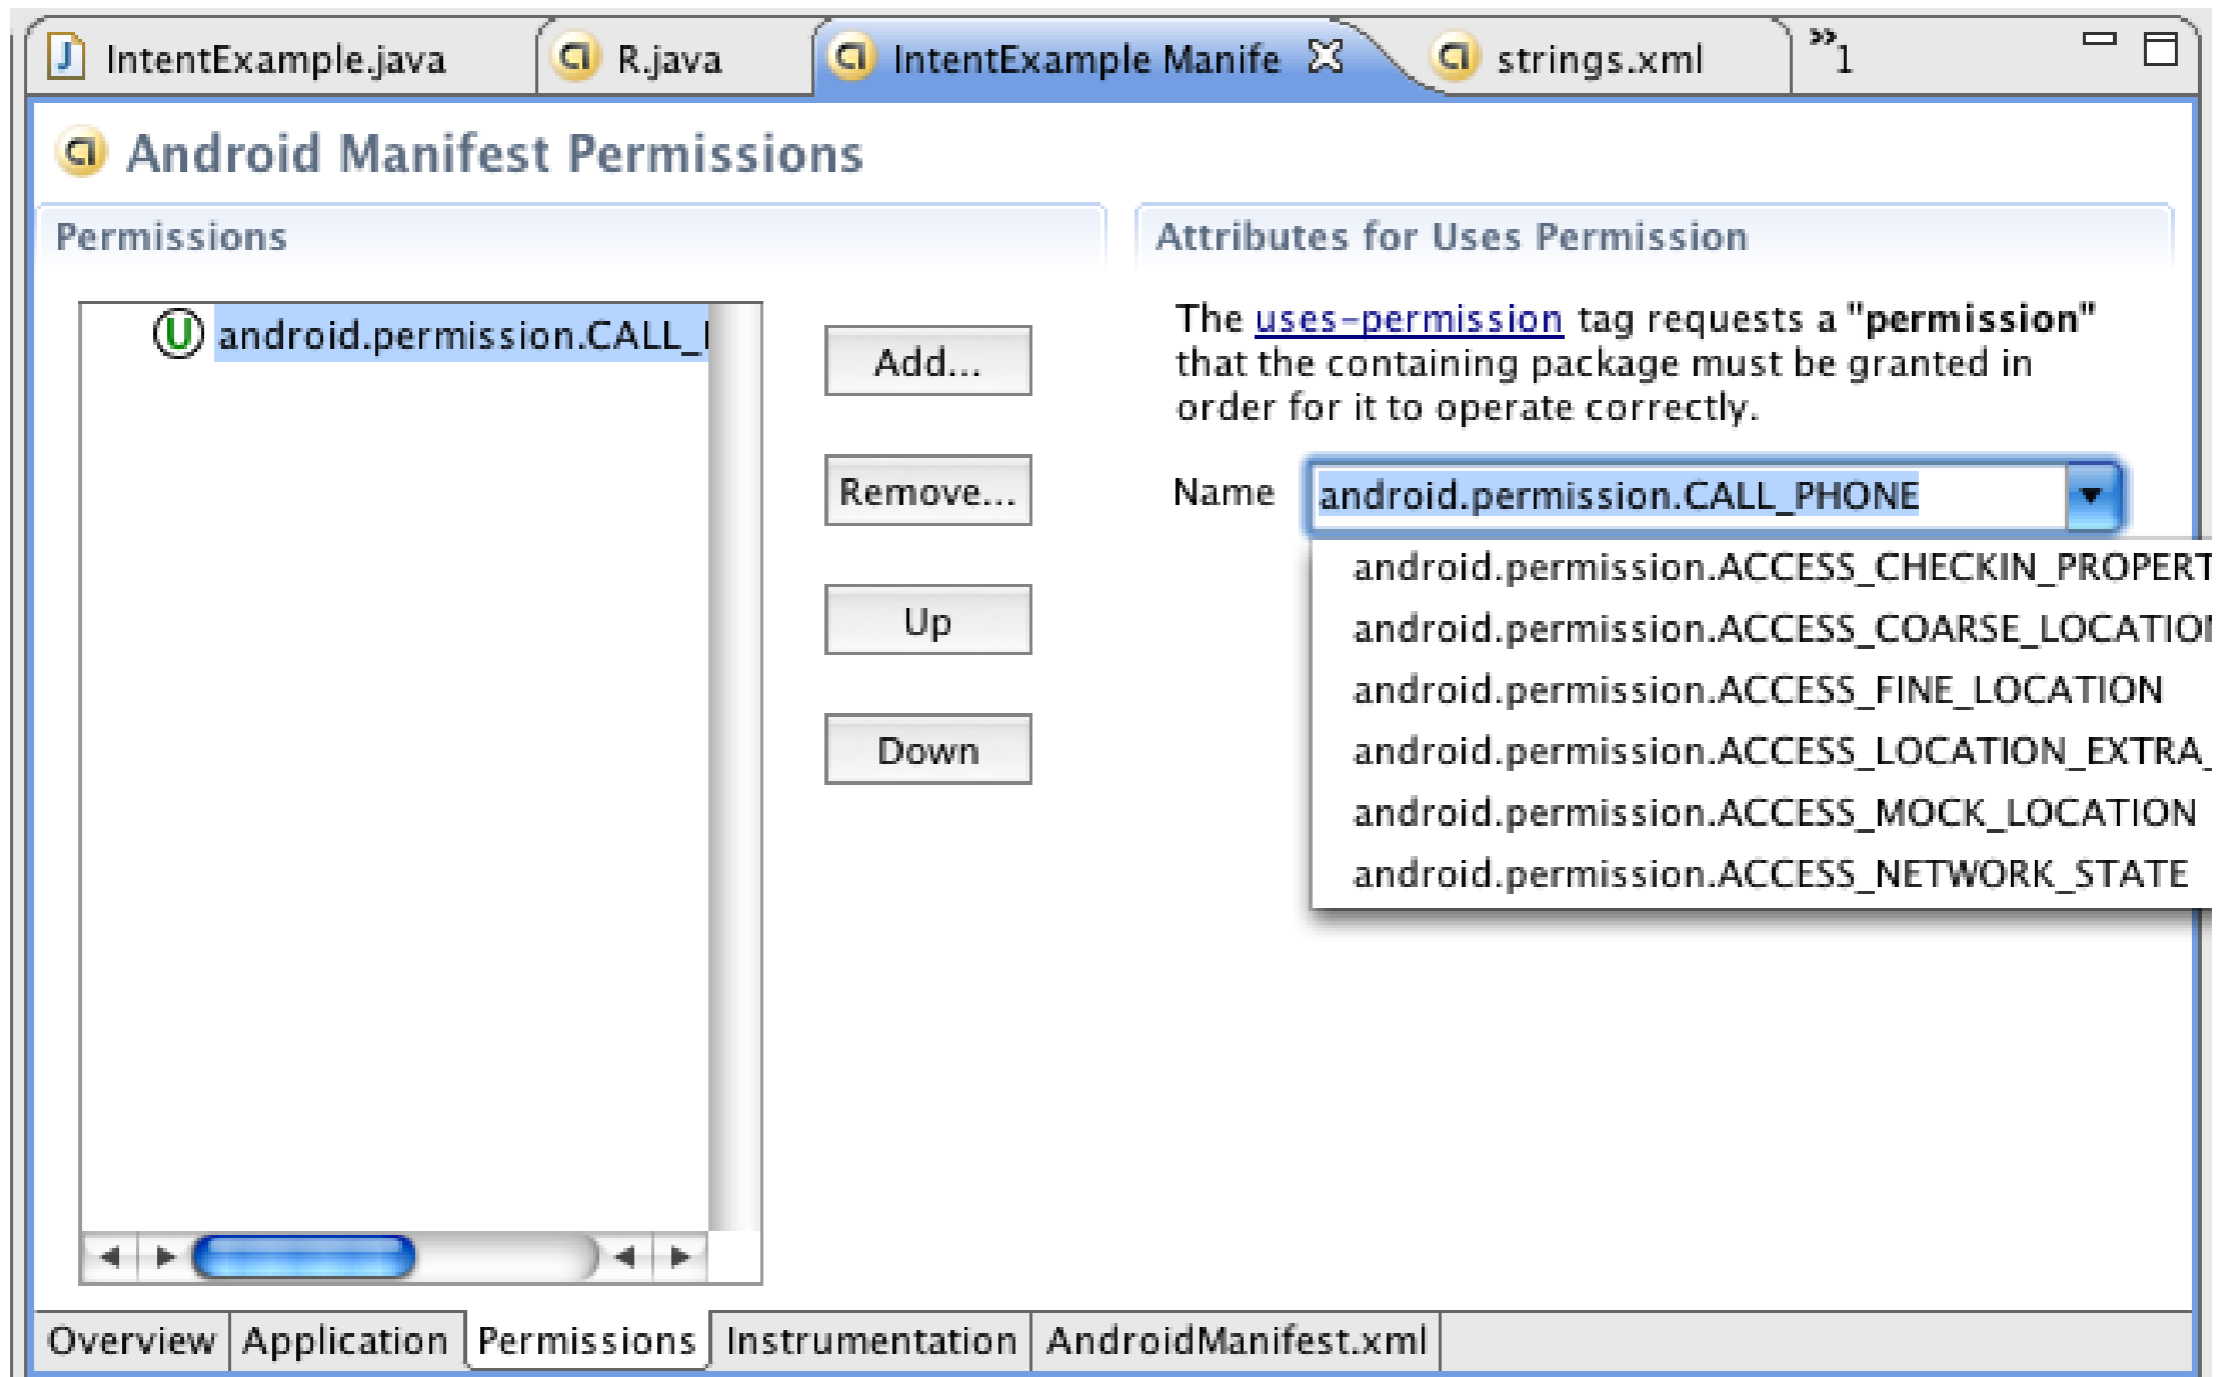 IntentExample.java R.java IntentExample Manife strings.xml »1
Android Manifest Permissions
Permissions
android.permission.CALL_
Add...
Remove...
Up
Down
Attributes for Uses Permission
The uses-permission tag requests a "permission"
that the containing package must be granted in
order for it to operate correctly.
Name android.permission.CALL_PHONE
android.permission.ACCESS_CHECKIN_PROPERT
android.permission.ACCESS_COARSE_LOCATION
android.permission.ACCESS_FINE_LOCATION
android.permission.ACCESS_LOCATION_EXTRA_
android.permission.ACCESS_MOCK_LOCATION
android.permission.ACCESS_NETWORK_STATE
Overview Application Permissions Instrumentation AndroidManifest.xml